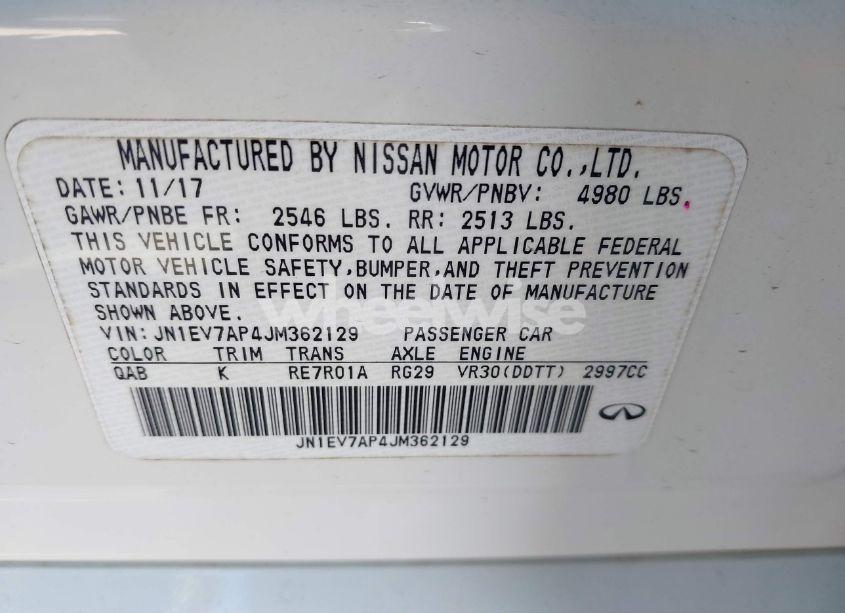 MANUFACTURED BY NISSAN MOTOR CO.,LTD.
DATE: 11/17 GVWR/PNBV: 4980 LBS.
GAWR/PNBE FR: 2546 LBS. RR: 2513 LBS.
THIS VEHICLE CONFORMS TO ALL APPLICABLE FEDERAL
MOTOR VEHICLE SAFETY,BUMPER,AND THEFT PREVENTION
STANDARDS IN EFFECT ON THE DATE OF MANUFACTURE
SHOWN ABOVE.
wheelwise
VIN:JN1EV7AP4JM362129 PASSENGER CAR
COLOR TRIM TRANS AXLE ENGINE
QAB K RE7R01A RG29 VR30(DDTT) 2997CC
JN1EV7AP4JM362129